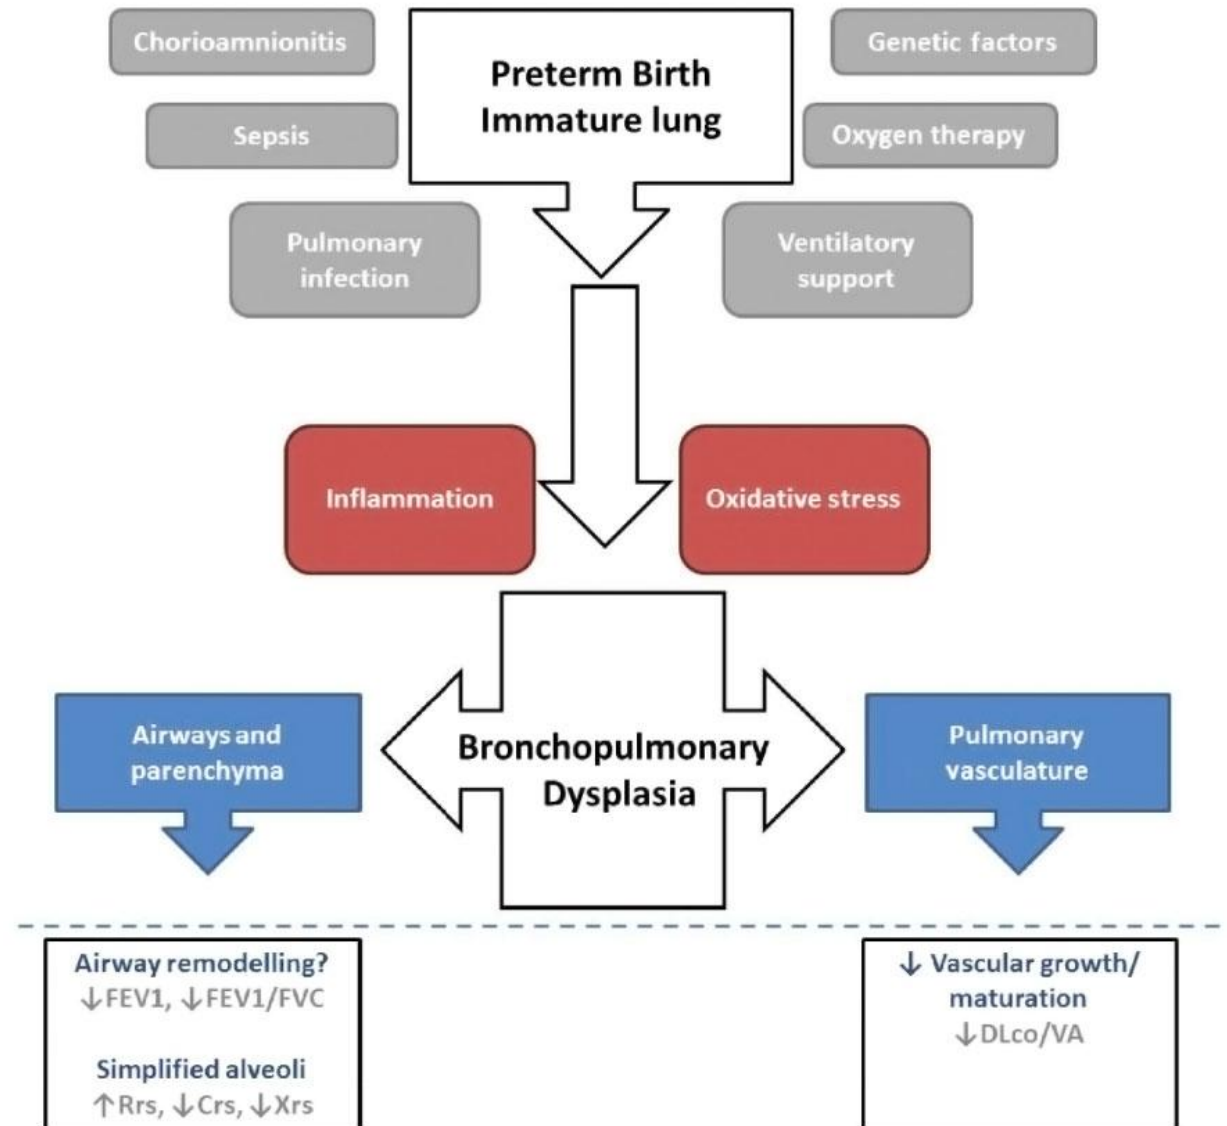 Chorioamnionitis
Preterm Birth
Immature lung
Genetic factors
Sepsis
Oxygen therapy
Pulmonary
infection
Ventilatory
support
Inflammation
Oxidative stress
Airways and
parenchyma
Bronchopulmonary
Dysplasia
Pulmonary
vasculature
Airway remodelling?
↓FEV1, ↓FEV1/FVC
Simplified alveoli
↑Rrs, ↓Crs, ↓Xrs
↓ Vascular growth/
maturation
↓DLco/VA